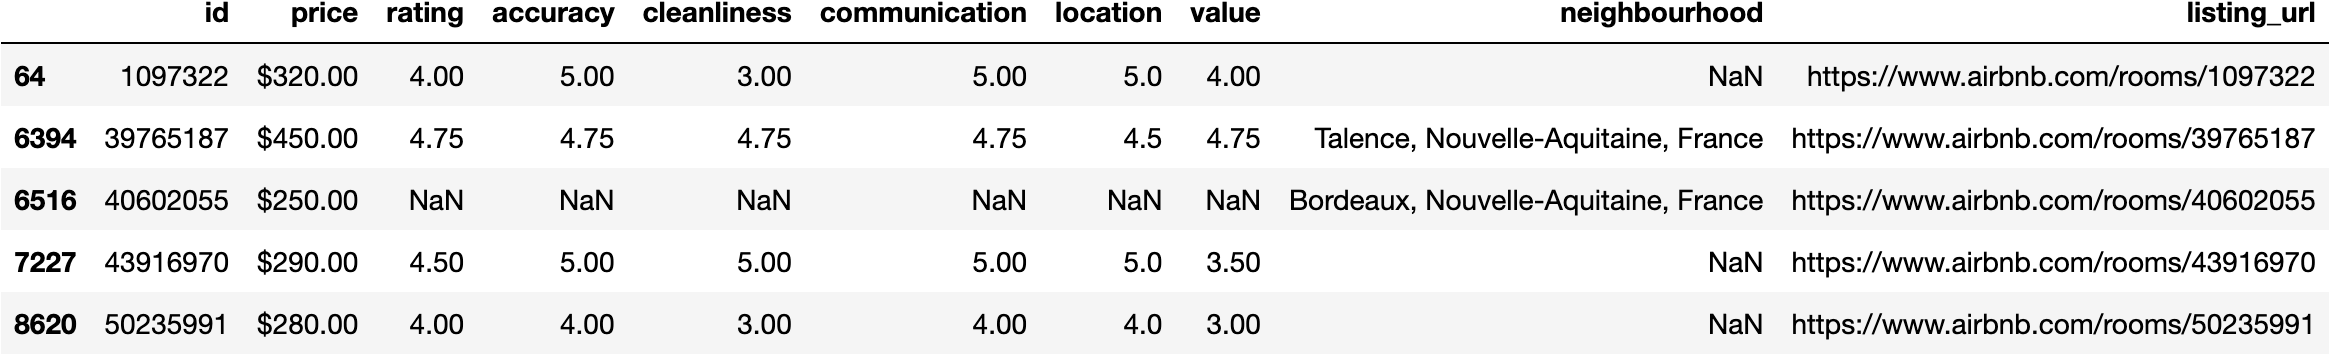 id price rating accuracy cleanliness communication location value neighbourhood listing_url
64 1097322 $320.00 4.00 5.00 3.00 5.00 5.0 4.00 NaN https://www.airbnb.com/rooms/1097322
6394 39765187 $450.00 4.75 4.75 4.75 4.75 4.5 4.75 Talence, Nouvelle-Aquitaine, France https://www.airbnb.com/rooms/39765187
6516 40602055 $250.00 NaN NaN NaN NaN NaN NaN Bordeaux, Nouvelle-Aquitaine, France https://www.airbnb.com/rooms/40602055
7227 43916970 $290.00 4.50 5.00 5.00 5.00 5.0 3.50 NaN https://www.airbnb.com/rooms/43916970
8620 50235991 $280.00 4.00 4.00 3.00 4.00 4.0 3.00 NaN https://www.airbnb.com/rooms/50235991